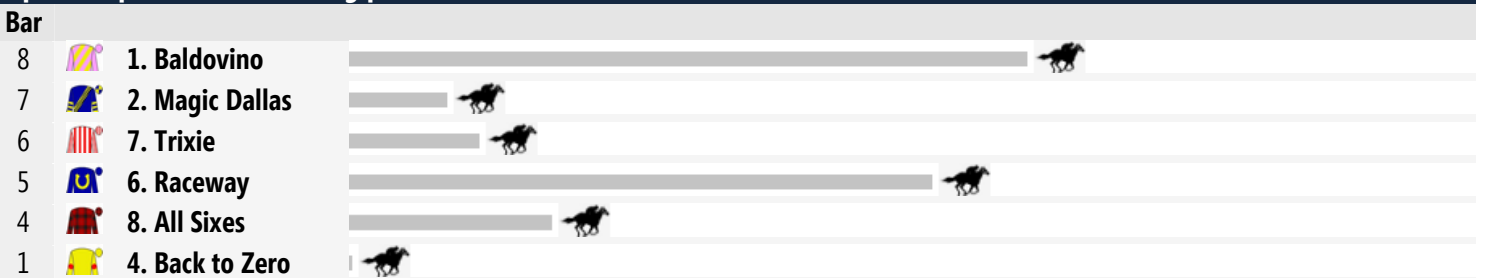 Bar
8 1. Baldovino
7 2. Magic Dallas
6 7. Trixie
5 6. Raceway
4 8. All Sixes
1 4. Back to Zero